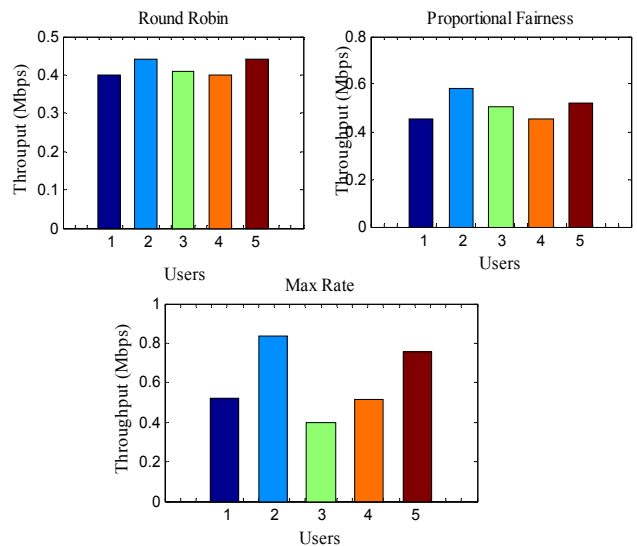 Round Robin
0.5
0.4
0.3
0.2
0.1
0
Throuput (Mbps)
1 2 3 4 5
Users
Proportional Fairness
0.8
0.6
0.4
0.2
0
Throughput (Mbps)
1 2 3 4 5
Users
Max Rate
1
0.8
0.6
0.4
0.2
0
Throughput (Mbps)
1 2 3 4 5
Users